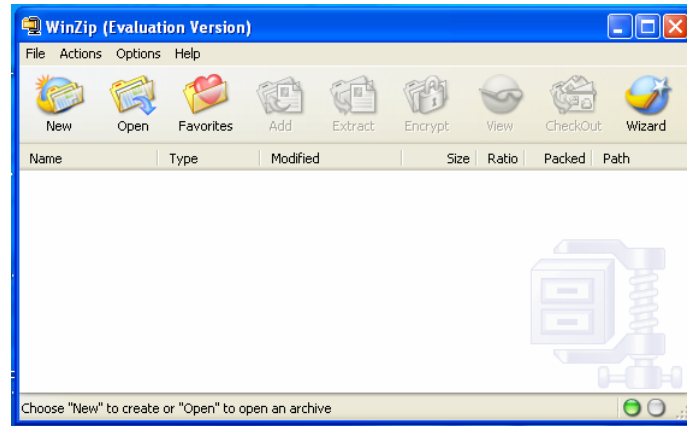 WinZip (Evaluation Version)
File Actions Options Help
New Open Favorites Add Extract Encrypt View CheckOut Wizard
Name Type Modified Size Ratio Packed Path
Choose "New" to create or "Open" to open an archive